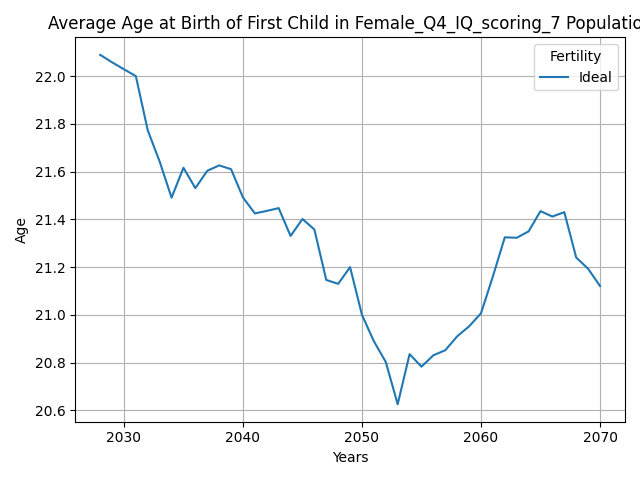 Average Age at Birth of First Child in Female_Q4_IQ_scoring_7 Populatio
Fertility
Ideal
22.0
21.8
21.6
21.4
21.2
21.0
20.8
20.6
Age
2030 2040 2050 2060 2070
Years